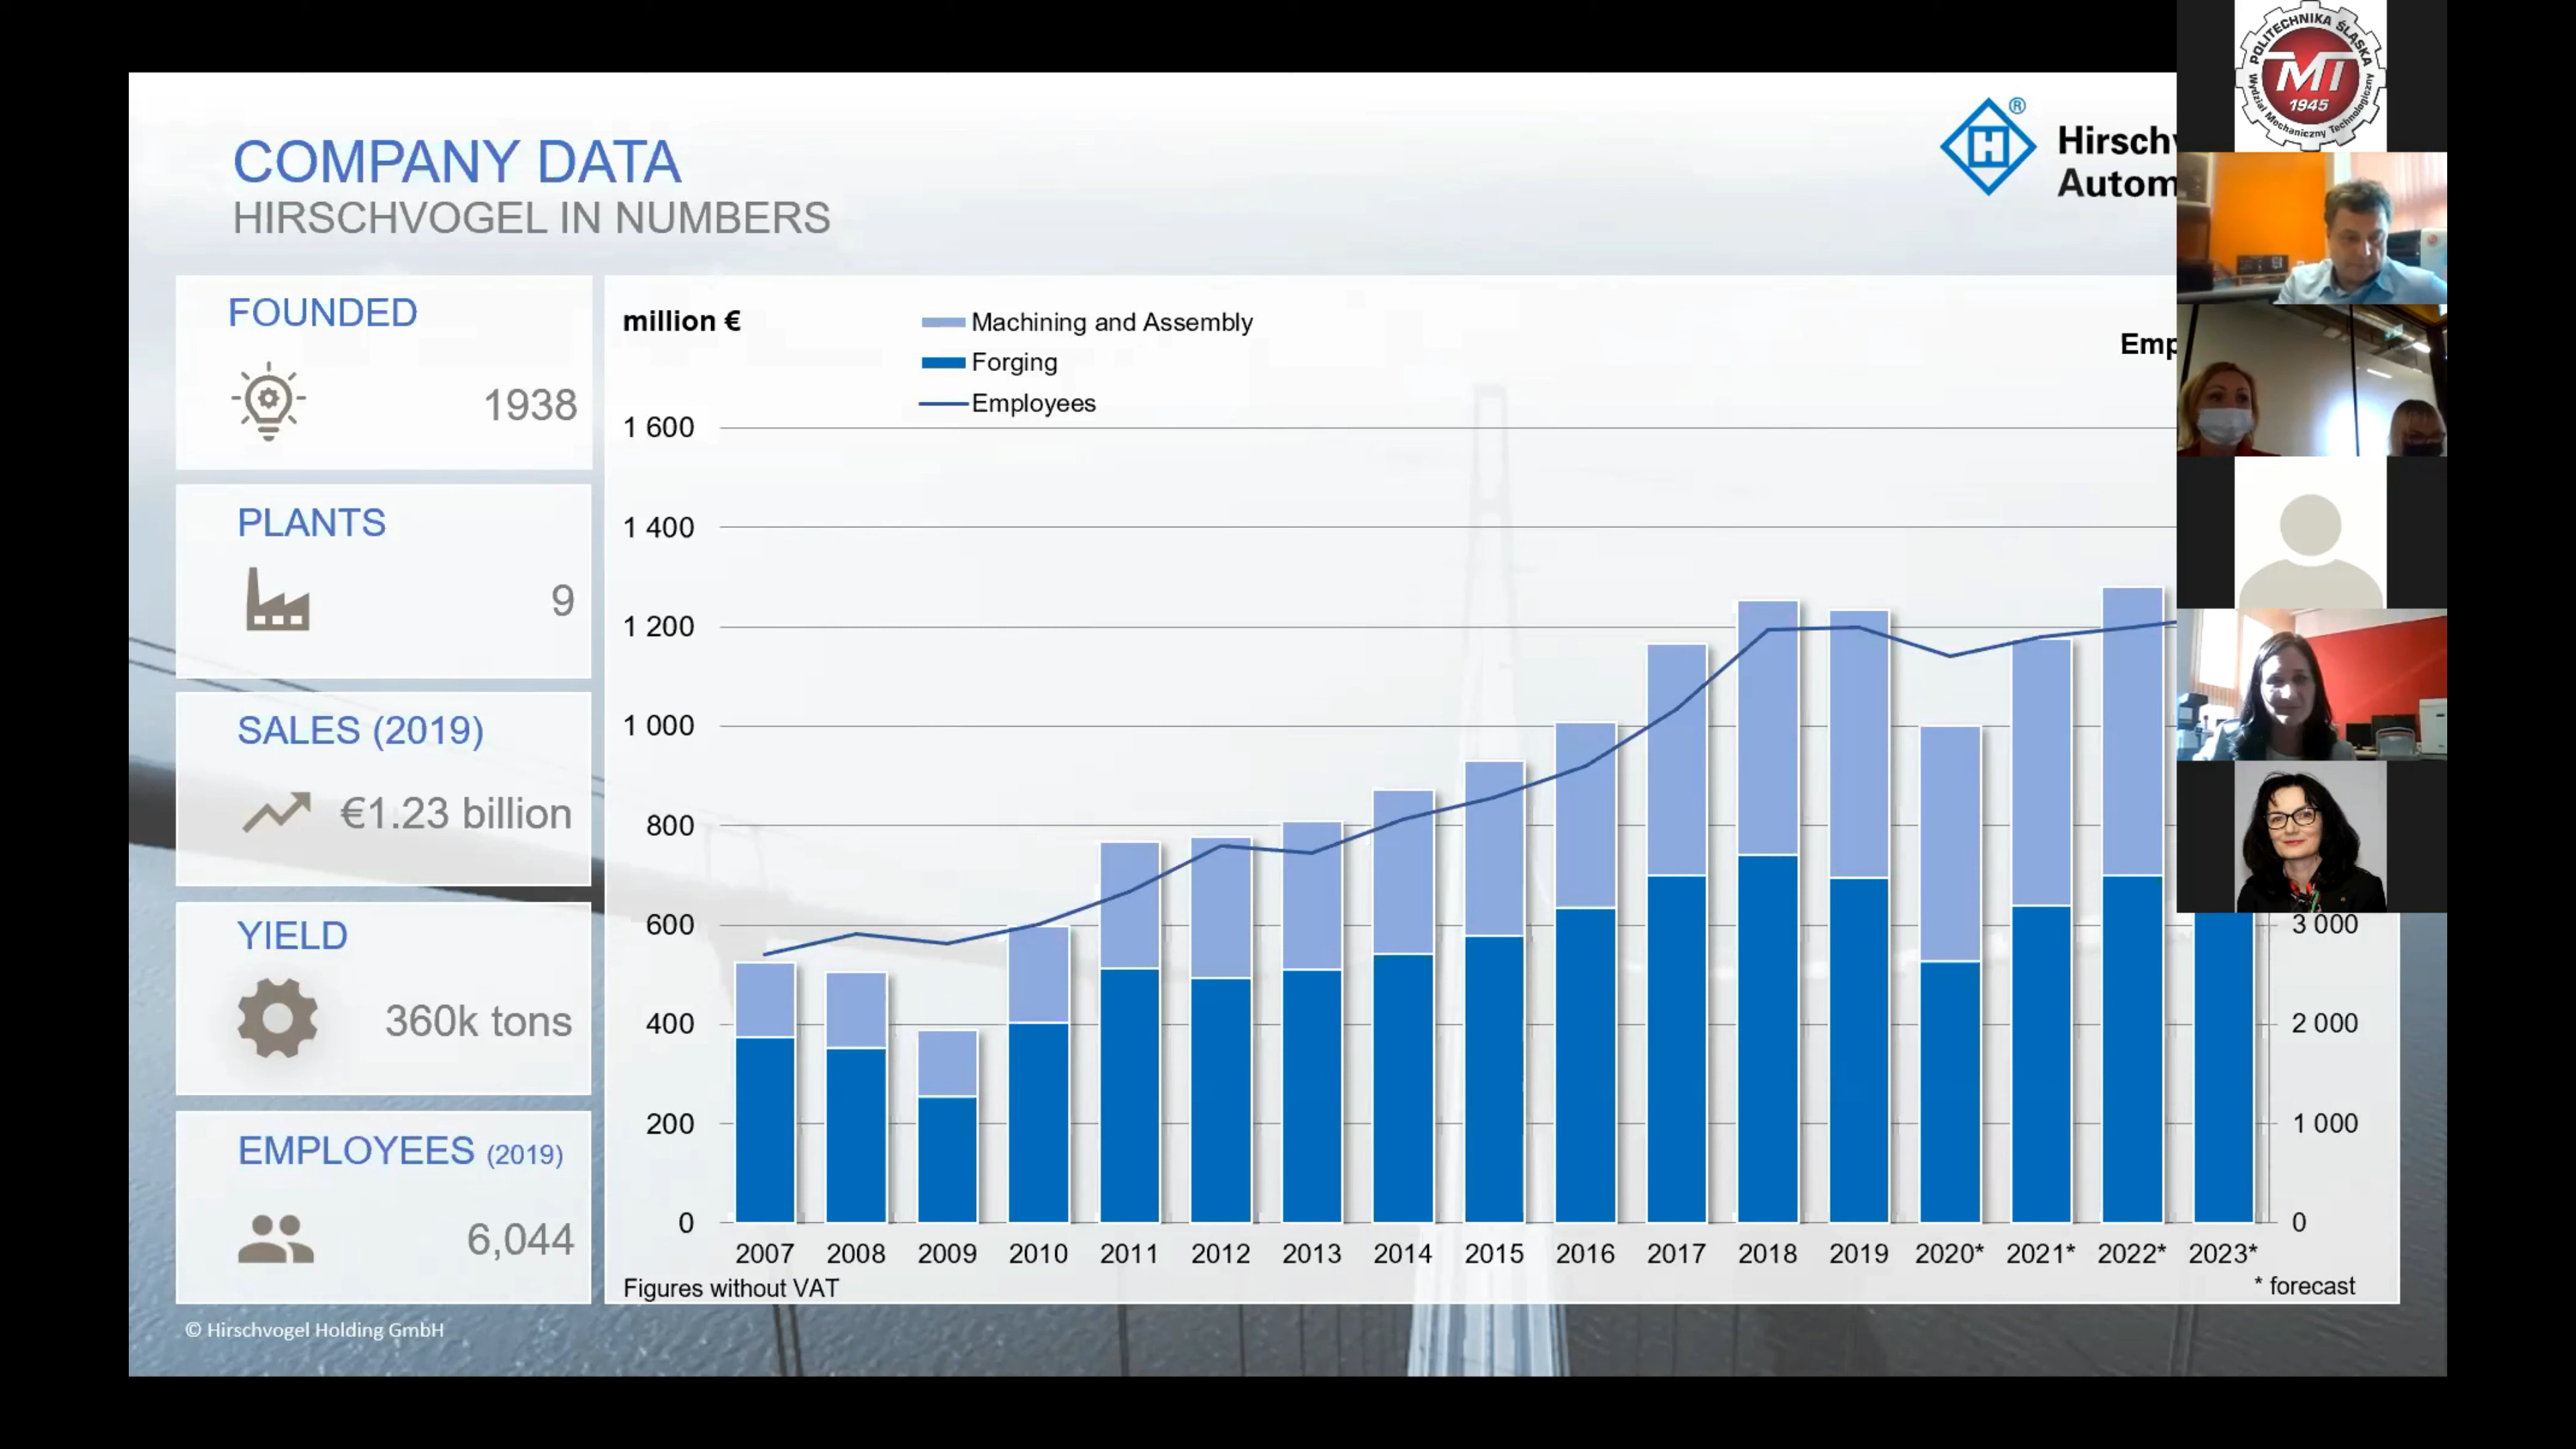 COMPANY DATA
HIRSCHVOGEL IN NUMBERS
®
Hirschv
Autom
POLITECHNIKA ŚLĄSKA
MT
1945
Wydział Mechaniczny Technologiczny
FOUNDED
1938
PLANTS
9
SALES (2019)
€1.23 billion
YIELD
360k tons
EMPLOYEES (2019)
6,044
million €
Machining and Assembly
Forging
Employees
Emp
1 600
1 400
1 200
1 000
800
600
400
200
0
3 000
2 000
1 000
0
2007 2008 2009 2010 2011 2012 2013 2014 2015 2016 2017 2018 2019 2020* 2021* 2022* 2023*
Figures without VAT
* forecast
© Hirschvogel Holding GmbH